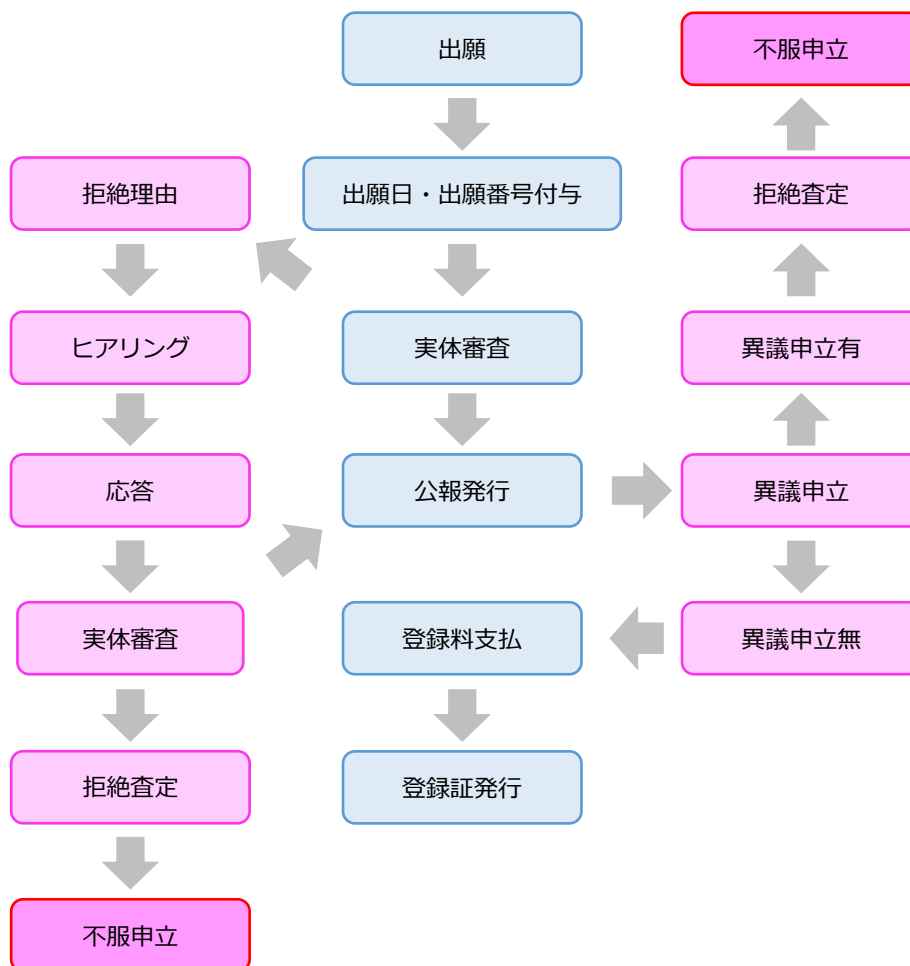 出願
不服申立
拒絶理由
出願日・出願番号付与
拒絶査定
ヒアリング
実体審査
異議申立有
応答
公報発行
異議申立
実体審査
登録料支払
異議申立無
拒絶査定
登録証発行
不服申立